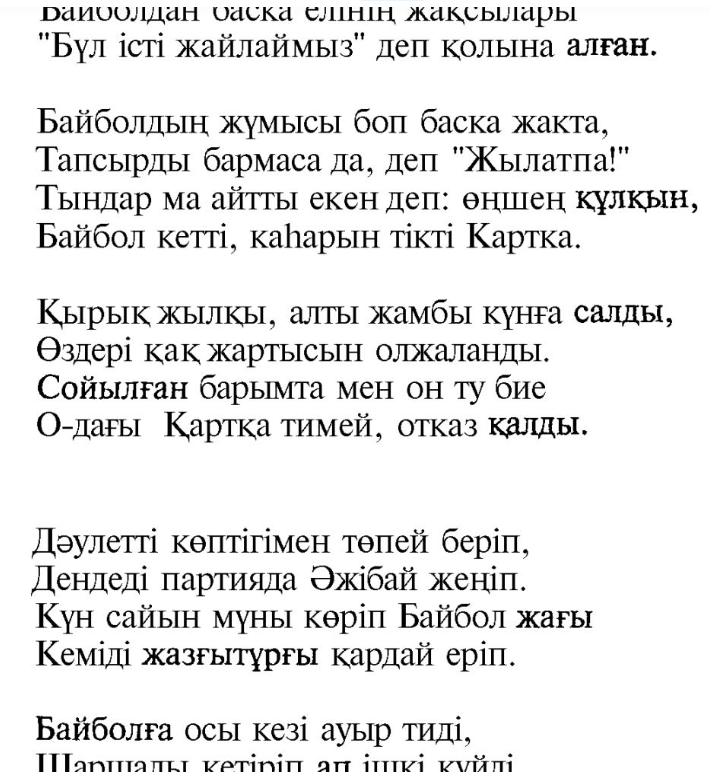 Байболдан баска елінің жақсылары
"Бүл істі жайлаймыз" деп қолына алған.
Байболдың жүмысы боп баска жакта,
Тапсырды бармаса да, деп "Жылатпа!"
Тындар ма айтты екен деп: өңшең құлқын,
Байбол кетті, каһарын тікті Картка.
Қырық жылқы, алты жамбы күнға салды,
Өздері қақ жартысын олжаланды.
Сойылған барымта мен он ту бие
О-дағы Қартқа тимей, отказ қалды.
Дәулетті көптігімен төпей беріп,
Дендеді партияда Әжібай жеңіп.
Күн сайын мүны көріп Байбол жағы
Кеміді жазғытұрғы қардай еріп.
Байболға осы кезі ауыр тиді,
Шаршады кетіріп ап ішкі күйді